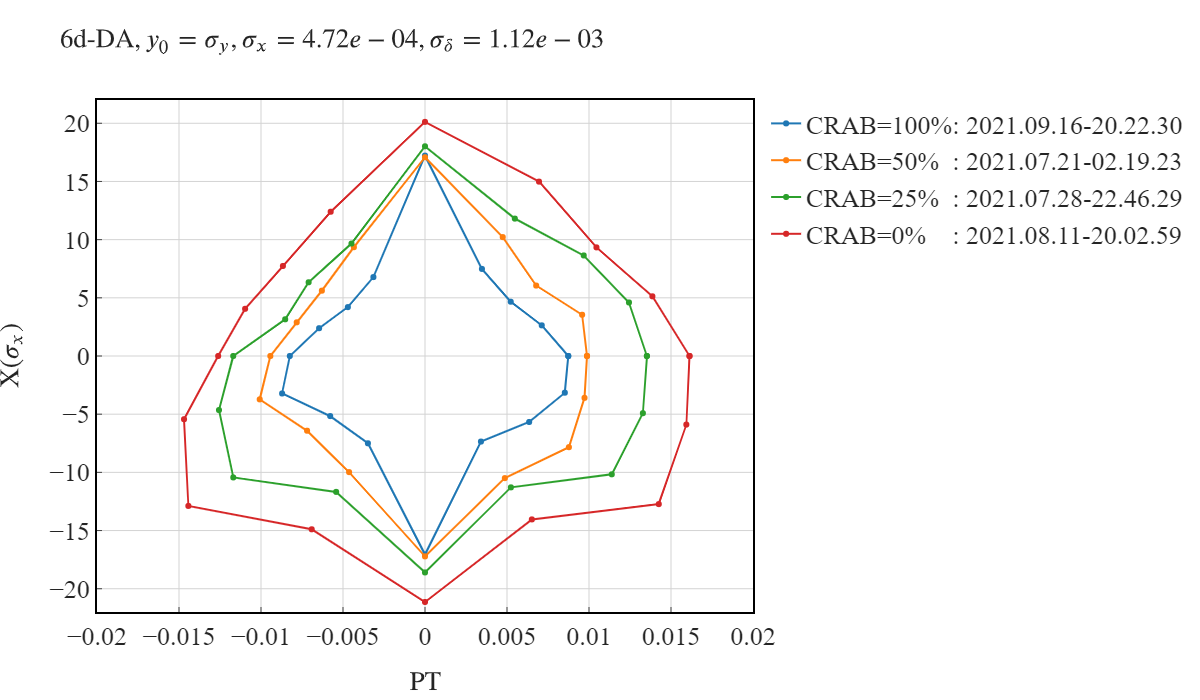 6d-DA, y₀ = σ_y, σ_x = 4.72e − 04, σ_δ = 1.12e − 03
CRAB=100%: 2021.09.16-20.22.30
CRAB=50% : 2021.07.21-02.19.23
CRAB=25% : 2021.07.28-22.46.29
CRAB=0% : 2021.08.11-20.02.59
X(σ_x)
20
15
10
5
0
−5
−10
−15
−20
−0.02 −0.015 −0.01 −0.005 0 0.005 0.01 0.015 0.02
PT